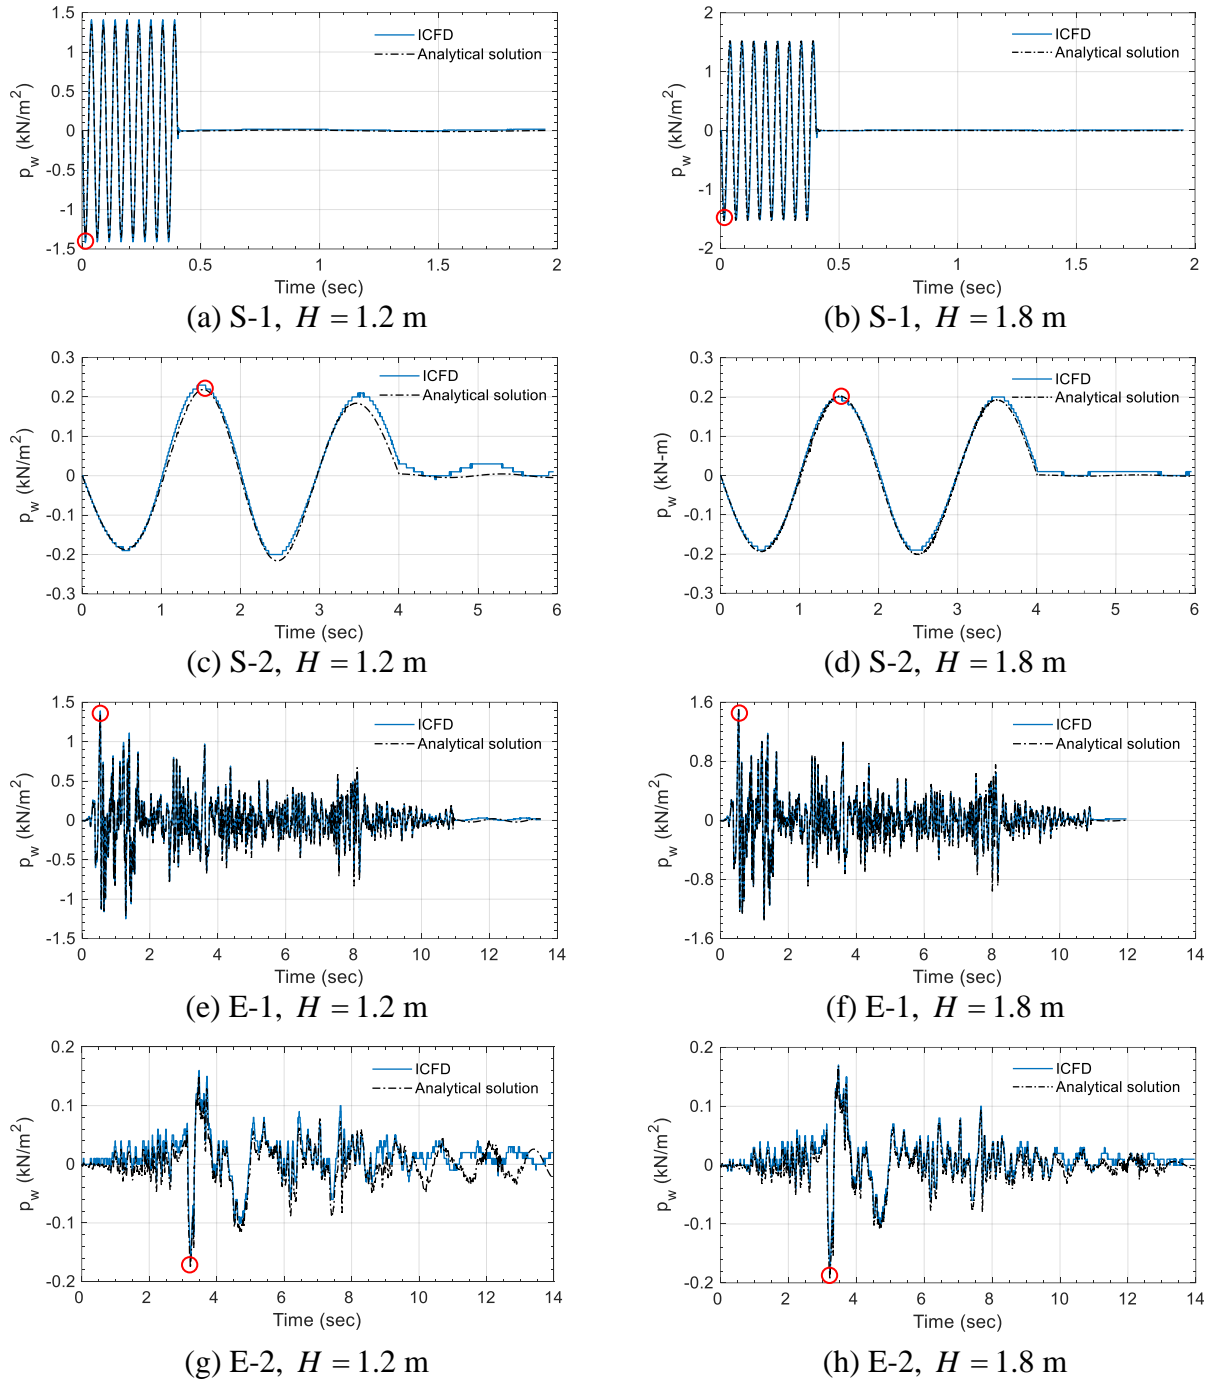 1.5
1
0.5
0
-0.5
-1
-1.5
p_w (kN/m²)
ICFD
Analytical solution
0 0.5 1 1.5 2
Time (sec)
(a) S-1, H = 1.2 m
2
1
0
-1
-2
p_w (kN/m²)
ICFD
Analytical solution
0 0.5 1 1.5 2
Time (sec)
(b) S-1, H = 1.8 m
0.3
0.2
0.1
0
-0.1
-0.2
-0.3
p_w (kN/m²)
ICFD
Analytical solution
0 1 2 3 4 5 6
Time (sec)
(c) S-2, H = 1.2 m
0.3
0.2
0.1
0
-0.1
-0.2
-0.3
p_w (kN-m)
ICFD
Analytical solution
0 1 2 3 4 5 6
Time (sec)
(d) S-2, H = 1.8 m
1.5
1
0.5
0
-0.5
-1
-1.5
p_w (kN/m²)
ICFD
Analytical solution
0 2 4 6 8 10 12 14
Time (sec)
(e) E-1, H = 1.2 m
1.6
0.8
0
-0.8
-1.6
p_w (kN/m²)
ICFD
Analytical solution
0 2 4 6 8 10 12 14
Time (sec)
(f) E-1, H = 1.8 m
0.2
0.1
0
-0.1
-0.2
p_w (kN/m²)
ICFD
Analytical solution
0 2 4 6 8 10 12 14
Time (sec)
(g) E-2, H = 1.2 m
0.2
0.1
0
-0.1
-0.2
p_w (kN/m²)
ICFD
Analytical solution
0 2 4 6 8 10 12 14
Time (sec)
(h) E-2, H = 1.8 m